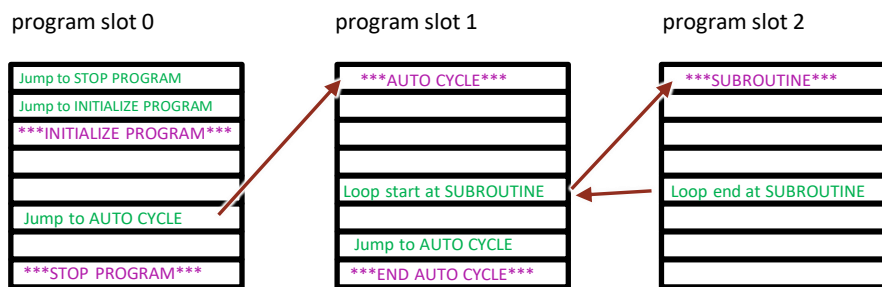 program slot 0
program slot 1
program slot 2
Jump to STOP PROGRAM
Jump to INITIALIZE PROGRAM
***INITIALIZE PROGRAM***
Jump to AUTO CYCLE
***STOP PROGRAM***
***AUTO CYCLE***
Loop start at SUBROUTINE
Jump to AUTO CYCLE
***END AUTO CYCLE***
***SUBROUTINE***
Loop end at SUBROUTINE